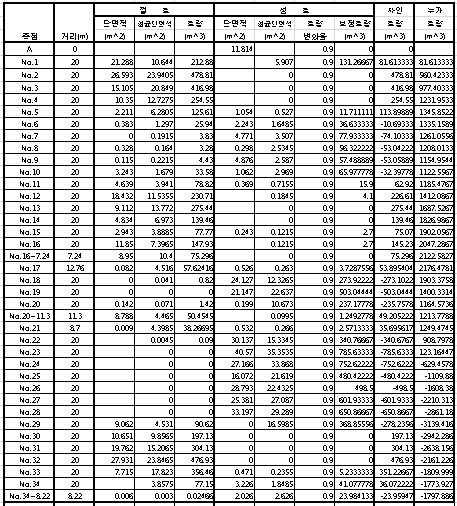 절 토 성 토 차인 누가
단면적 평균단면적 토량 단면적 평균단면적 토량 보정토량 토량 토량
측점 거리(m) (m^2) (m^2) (m^3) (m^2) (m^2) 변화율 (m^3) (m^3) (m^3)
A 0 11.814 0.9 0 0
No.1 20 21.288 10.644 212.88 5.907 0.9 131.26667 81.613333 81.613333
No.2 20 26.593 23.9405 478.81 0 0.9 0 478.81 560.42333
No.3 20 15.105 20.849 416.98 0 0.9 0 416.98 977.40333
No.4 20 10.35 12.7275 254.55 0 0.9 0 254.55 1231.9533
No.5 20 2.211 6.2805 125.61 1.054 0.527 0.9 11.711111 113.89889 1345.8522
No.6 20 0.383 1.297 25.94 2.243 1.6485 0.9 36.633333 -10.69333 1335.1589
No.7 20 0 0.1915 3.83 4.771 3.507 0.9 77.933333 -74.10333 1261.0556
No.8 20 0.328 0.164 3.28 0.298 2.5345 0.9 56.322222 -53.04222 1208.0133
No.9 20 0.115 0.2215 4.43 4.876 2.587 0.9 57.488889 -53.05889 1154.9544
No.10 20 3.243 1.679 33.58 1.062 2.969 0.9 65.977778 -32.39778 1122.5567
No.11 20 4.639 3.941 78.82 0.369 0.7155 0.9 15.9 62.92 1185.4767
No.12 20 18.432 11.5355 230.71 0.1845 0.9 4.1 226.61 1412.0867
No.13 20 9.112 13.772 275.44 0 0.9 0 275.44 1687.5267
No.14 20 4.834 6.973 139.46 0 0.9 0 139.46 1826.9867
No.15 20 2.943 3.8885 77.77 0.243 0.1215 0.9 2.7 75.07 1902.0567
No.16 20 11.85 7.3965 147.93 0.1215 0.9 2.7 145.23 2047.2867
No.16-7.24 7.24 8.95 10.4 75.296 0 0.9 0 75.296 2122.5827
No.17 12.76 0.082 4.516 57.62416 0.526 0.263 0.9 3.7287556 53.895404 2176.4781
No.18 20 0 0.041 0.82 24.127 12.3265 0.9 273.92222 -273.1022 1903.3758
No.19 20 0 0 21.147 22.637 0.9 503.04444 -503.0444 1400.3314
No.20 20 0.142 0.071 1.42 0.199 10.673 0.9 237.17778 -235.7578 1164.5736
No.20-11.3 11.3 8.788 4.465 50.4545 0.0995 0.9 1.2492778 49.205222 1213.7788
No.21 8.7 0.009 4.3985 38.26695 0.532 0.266 0.9 2.5713333 35.695617 1249.4745
No.22 20 0.0045 0.09 30.137 15.3345 0.9 340.76667 -340.6767 908.7978
No.23 20 0 0 40.57 35.3535 0.9 785.63333 -785.6333 123.16447
No.24 20 0 0 27.166 33.868 0.9 752.62222 -752.6222 -629.4578
No.25 20 0 0 16.072 21.619 0.9 480.42222 -480.4222 -1109.88
No.26 20 0 0 28.793 22.4325 0.9 498.5 -498.5 -1608.38
No.27 20 0 0 25.381 27.087 0.9 601.93333 -601.9333 -2210.313
No.28 20 0 0 33.197 29.289 0.9 650.86667 -650.8667 -2861.18
No.29 20 9.062 4.531 90.62 0 16.5985 0.9 368.85556 -278.2356 -3139.416
No.30 20 10.651 9.8565 197.13 0 0.9 0 197.13 -2942.286
No.31 20 19.762 15.2065 304.13 0 0.9 0 304.13 -2638.156
No.32 20 27.931 23.8465 476.93 0 0.9 0 476.93 -2161.226
No.33 20 7.715 17.823 356.46 0.471 0.2355 0.9 5.2333333 351.22667 -1809.999
No.34 20 3.8575 77.15 3.226 1.8485 0.9 41.077778 36.072222 -1773.927
No.34-8.22 8.22 0.006 0.003 0.02466 2.026 2.626 0.9 23.984133 -23.95947 -1797.886